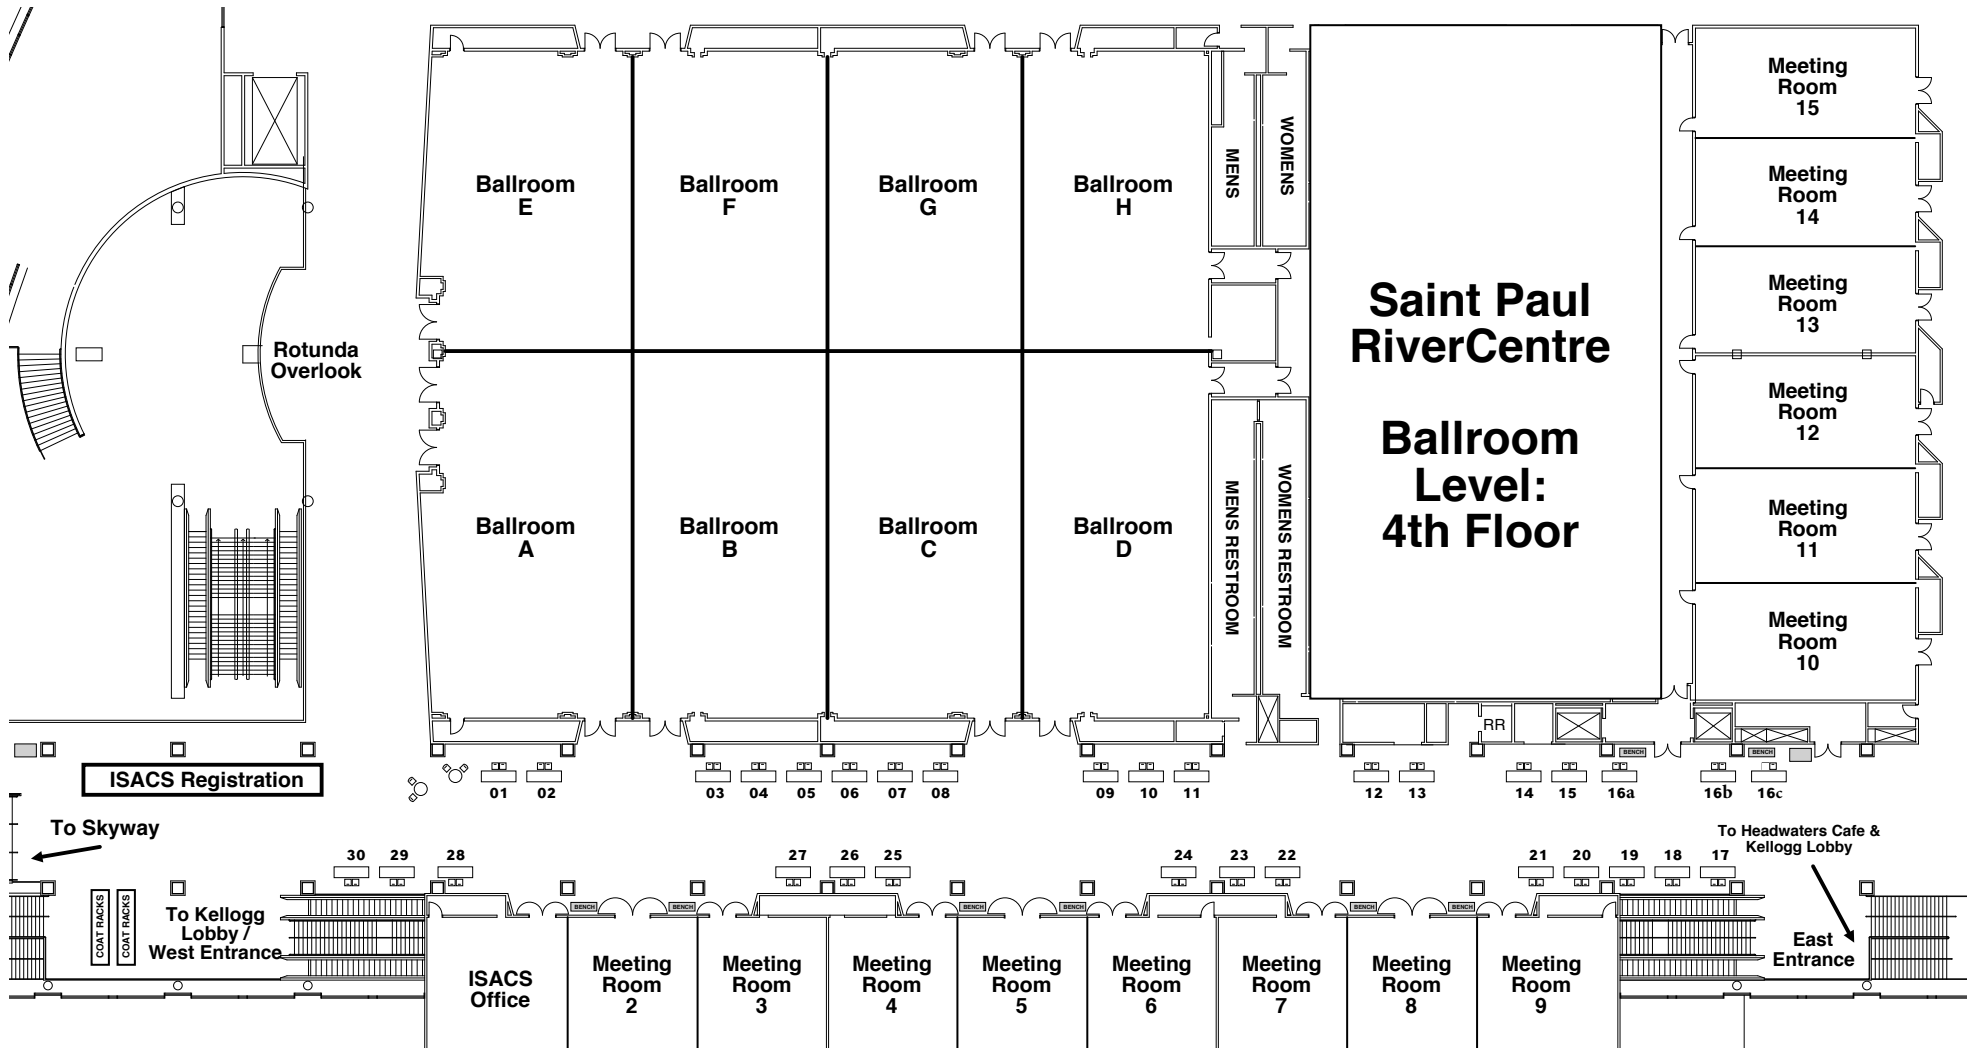 Meeting
Room
15
WOMENS
MENS
Ballroom
E
Ballroom
F
Ballroom
G
Ballroom
H
Meeting
Room
14
Saint Paul
RiverCentre
Meeting
Room
13
Rotunda
Overlook
Meeting
Room
12
Ballroom
Level:
4th Floor
MENS RESTROOM
WOMENS RESTROOM
Ballroom
A
Ballroom
B
Ballroom
C
Ballroom
D
Meeting
Room
11
Meeting
Room
10
RR
BENCH
BENCH
ISACS Registration
01
02
03
04
05
06
07
08
09
10
11
12
13
14
15
16a
16b
16c
To Skyway
To Headwaters Cafe &
Kellogg Lobby
30
29
28
27
26
25
24
23
22
21
20
19
18
17
COAT RACKS
COAT RACKS
To Kellogg
Lobby /
West Entrance
BENCH
BENCH
BENCH
BENCH
BENCH
BENCH
East
Entrance
ISACS
Office
Meeting
Room
2
Meeting
Room
3
Meeting
Room
4
Meeting
Room
5
Meeting
Room
6
Meeting
Room
7
Meeting
Room
8
Meeting
Room
9